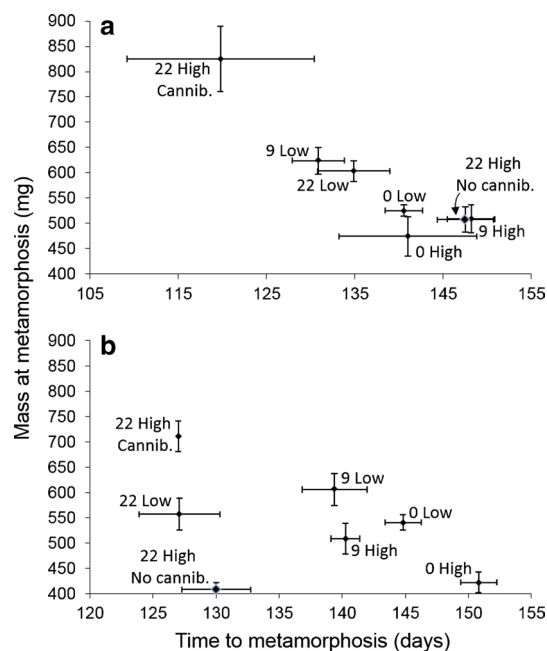 a
900
850
800
750
700
650
600
550
500
450
400
22 High
Cannib.
9 Low
22 Low
0 Low
22 High
No cannib.
9 High
0 High
105
115
125
135
145
155
Mass at metamorphosis (mg)
b
900
850
800
750
700
650
600
550
500
450
400
22 High
Cannib.
22 Low
22 High
No cannib.
9 Low
9 High
0 Low
0 High
120
125
130
135
140
145
150
155
Time to metamorphosis (days)